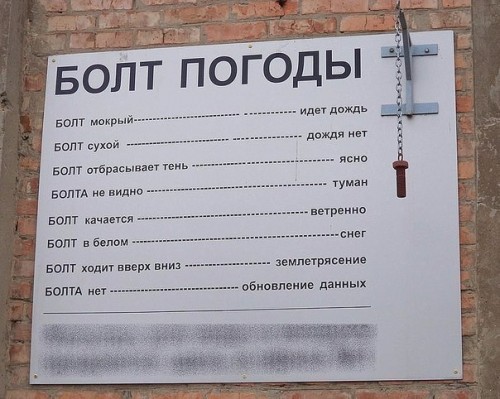 БОЛТ ПОГОДЫ
БОЛТ мокрый---------------------------- -------------- идет дождь
БОЛТ сухой ---------------------------- -------------- дождя нет
БОЛТ отбрасывает тень ------------------------------------ ясно
БОЛТА не видно --------------------------------------------- туман
БОЛТ качается ------------------------------------------ ветренно
БОЛТ в белом ----------------------------------------------------снег
БОЛТ ходит вверх вниз --------------------- землетрясение
БОЛТА нет -------------------------------- обновление данных